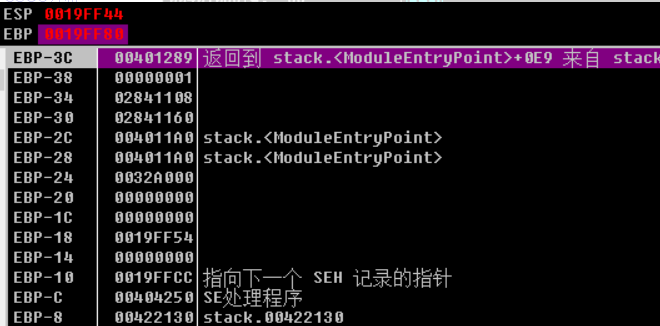 ESP 0019FF44
EBP 0019FF80
EBP-3C 00401289 返回到 stack.<ModuleEntryPoint>+0E9 来自 stack
EBP-38 00000001
EBP-34 02841108
EBP-30 02841160
EBP-2C 004011A0 stack.<ModuleEntryPoint>
EBP-28 004011A0 stack.<ModuleEntryPoint>
EBP-24 0032A000
EBP-20 00000000
EBP-1C 00000000
EBP-18 0019FF54
EBP-14 00000000
EBP-10 0019FFCC 指向下一个 SEH 记录的指针
EBP-C 00404250 SE处理程序
EBP-8 00422130 stack.00422130